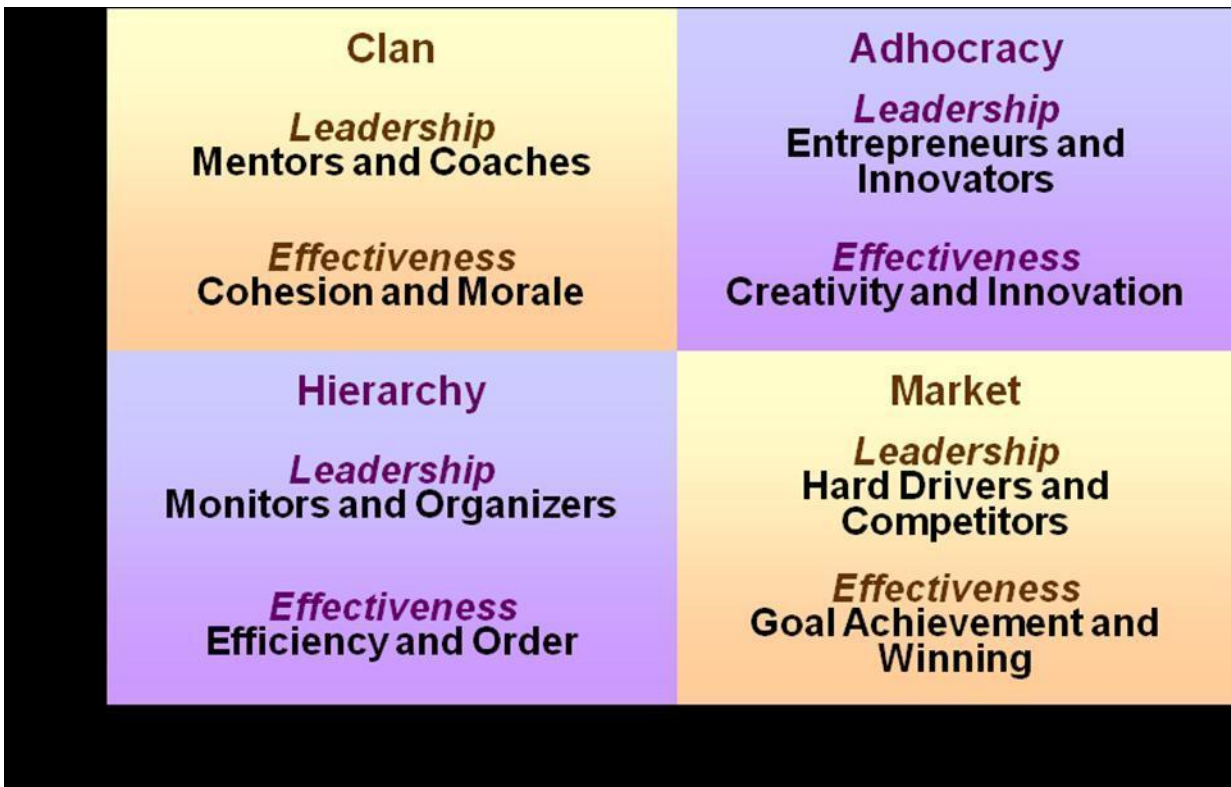 Clan
Leadership
Mentors and Coaches
Effectiveness
Cohesion and Morale
Adhocracy
Leadership
Entrepreneurs and
Innovators
Effectiveness
Creativity and Innovation
Hierarchy
Leadership
Monitors and Organizers
Effectiveness
Efficiency and Order
Market
Leadership
Hard Drivers and
Competitors
Effectiveness
Goal Achievement and
Winning